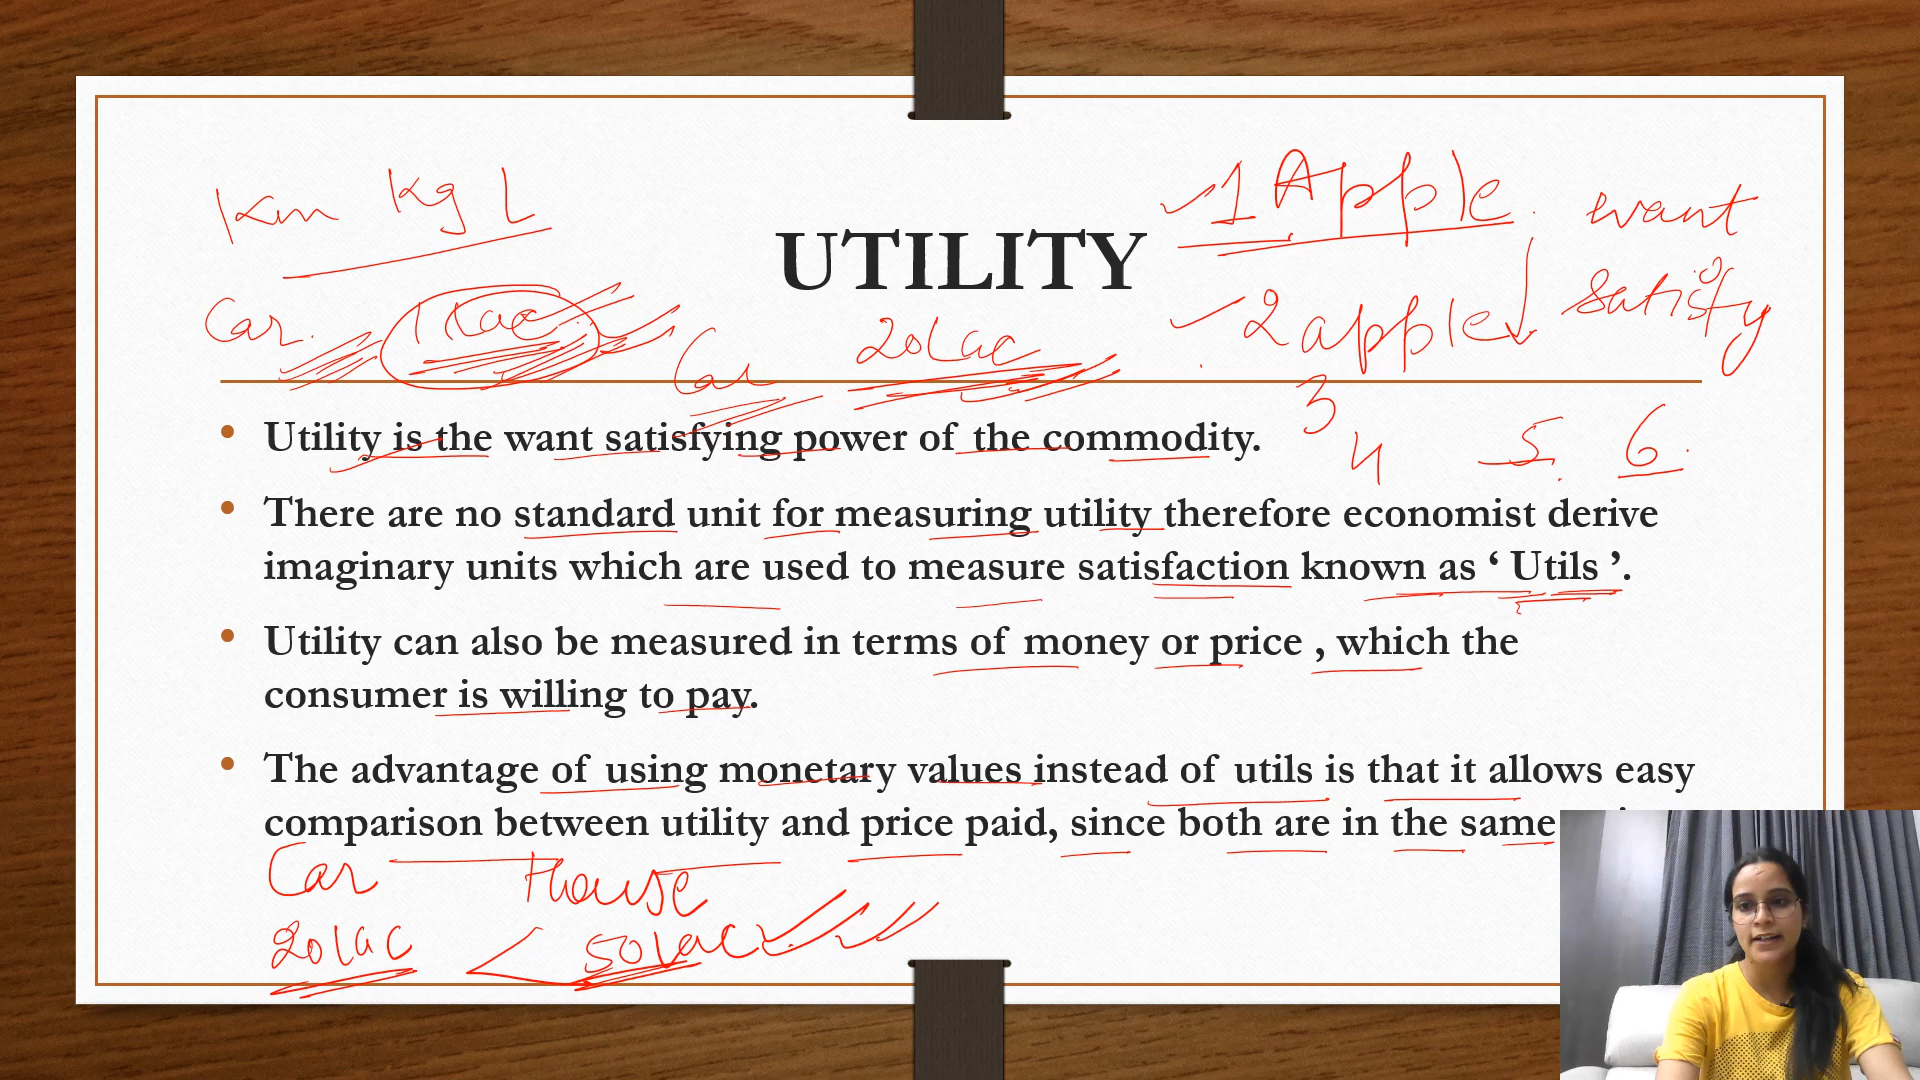 Km Kg L
1 Apple. want
UTILITY
Car. 1 lac
Car 20 Lac
2 apple satisfy
3 4 5. 6.
• Utility is the want satisfying power of the commodity.
• There are no standard unit for measuring utility therefore economist derive
imaginary units which are used to measure satisfaction known as ‘ Utils ’.
• Utility can also be measured in terms of money or price , which the
consumer is willing to pay.
• The advantage of using monetary values instead of utils is that it allows easy
comparison between utility and price paid, since both are in the same
Car House
20 lac < 50 lac